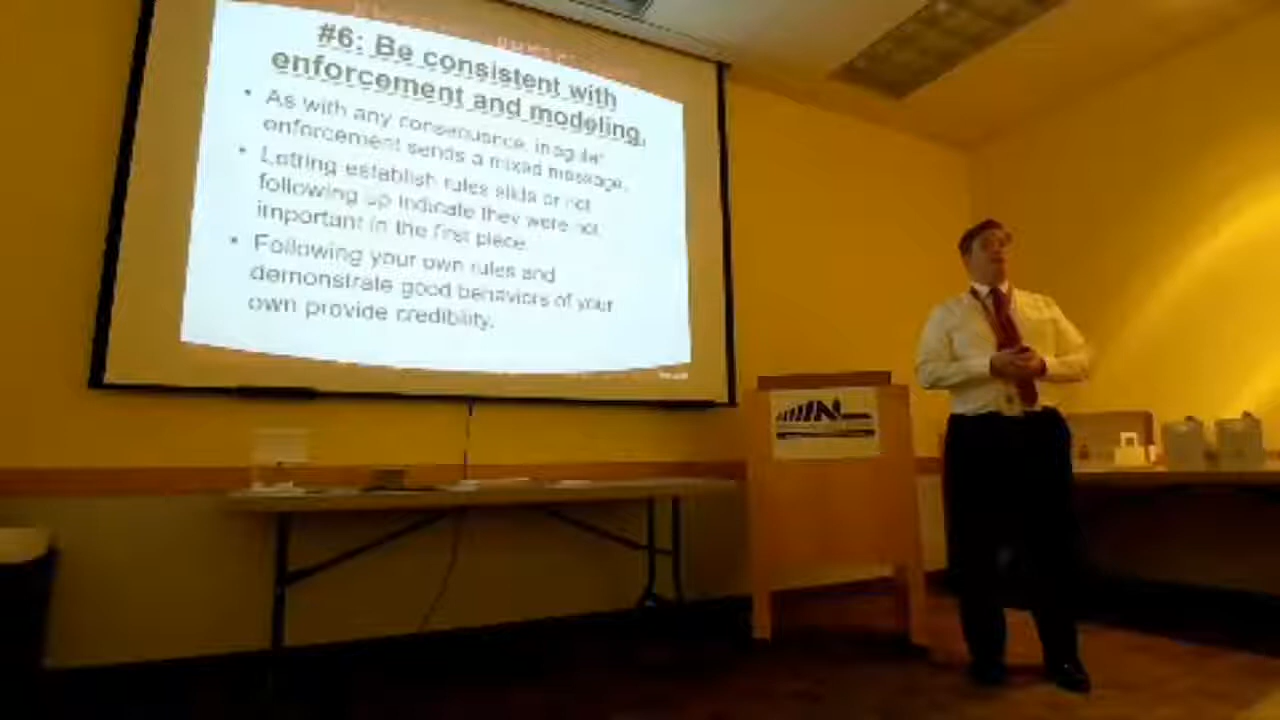 #6: Be consistent with
enforcement and modeling.
• As with any consequence, irregular
enforcement sends a mixed message.
• Letting establish rules slids or not
following up indicate they were not
important in the first place.
• Following your own rules and
demonstrate good behaviors of your
own provide credibility.